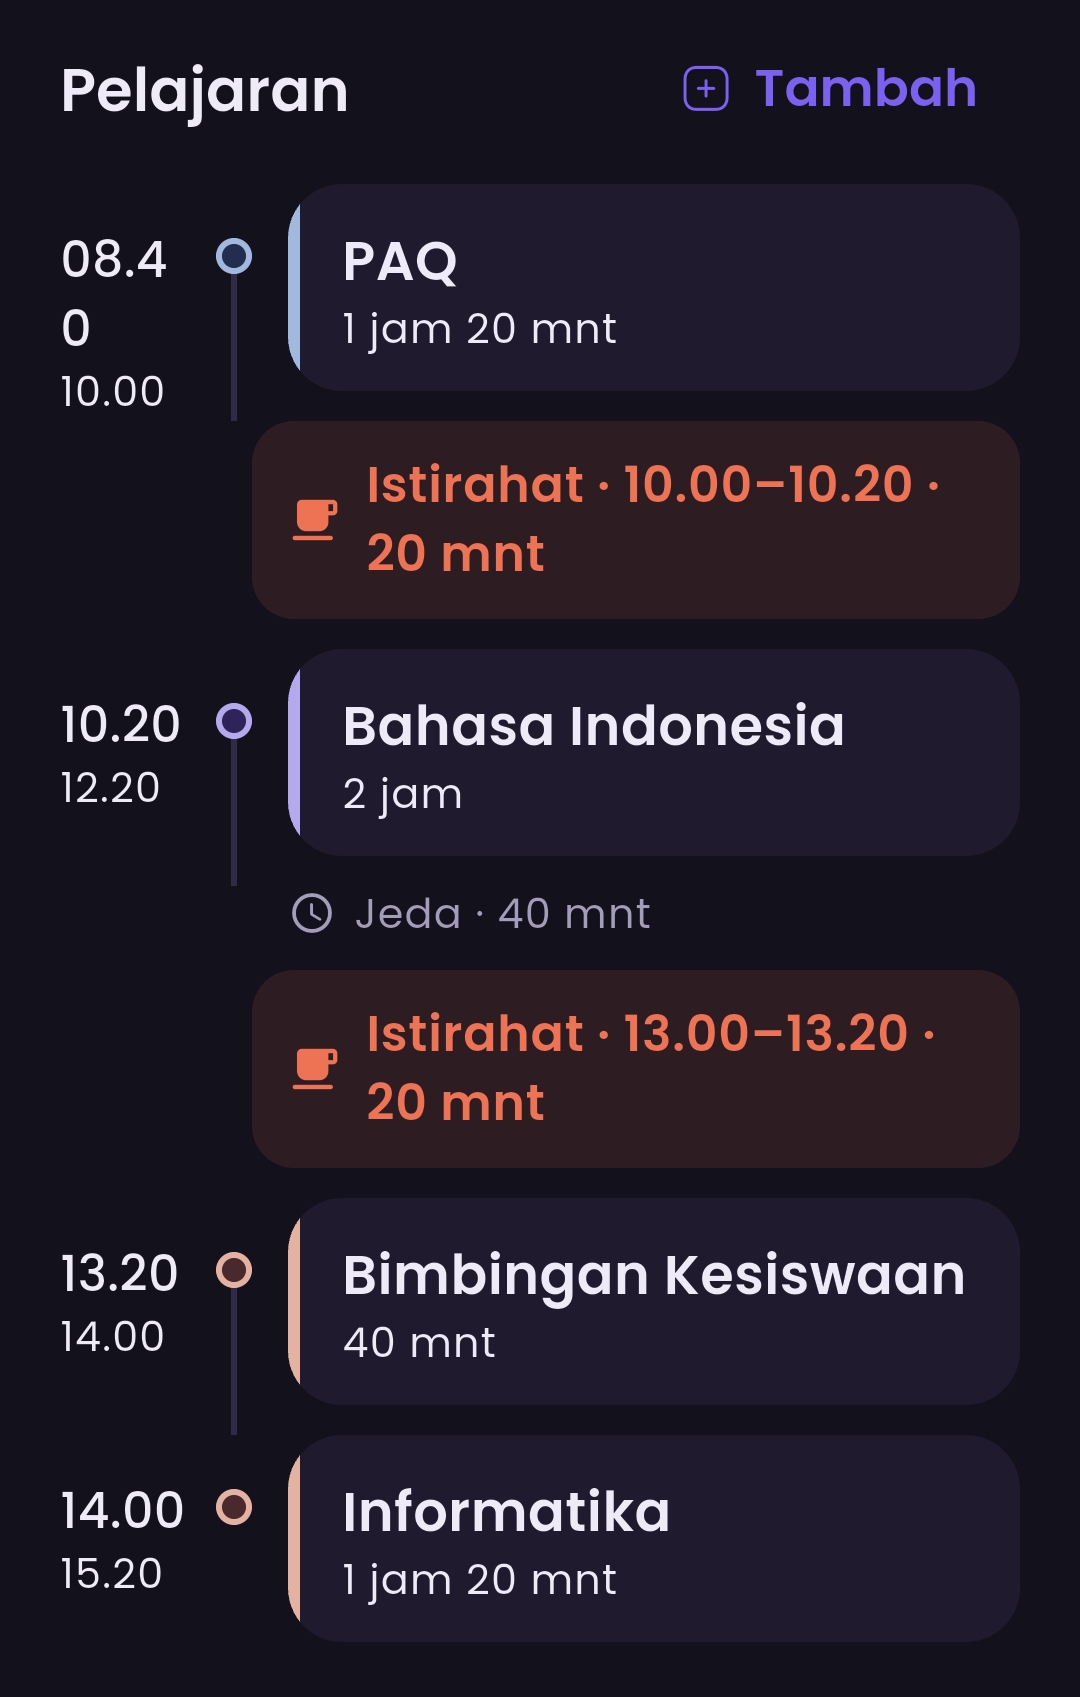 Pelajaran
Tambah
08.4
0
10.00
PAQ
1 jam 20 mnt
Istirahat · 10.00–10.20 ·
20 mnt
10.20
12.20
Bahasa Indonesia
2 jam
Jeda · 40 mnt
Istirahat · 13.00–13.20 ·
20 mnt
13.20
14.00
Bimbingan Kesiswaan
40 mnt
14.00
15.20
Informatika
1 jam 20 mnt